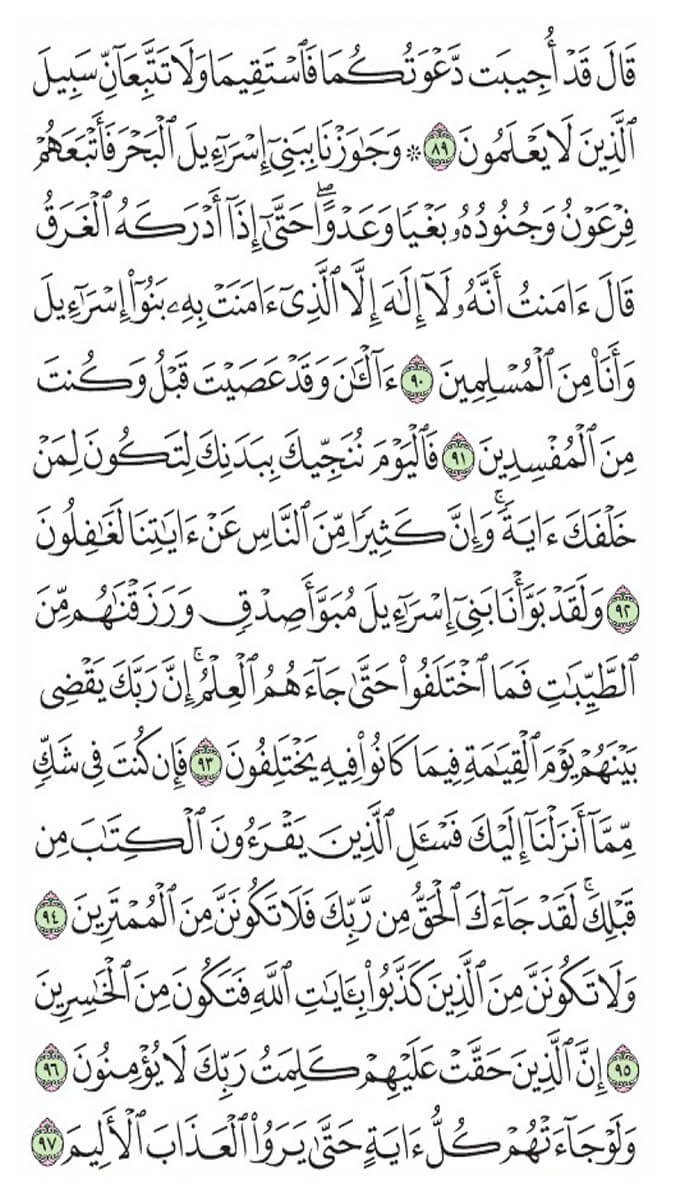 قَالَ قَدۡ أُجِيبَت دَّعۡوَتُكُمَا فَٱسۡتَقِيمَا وَلَا تَتَّبِعَآنِّ سَبِيلَ
ٱلَّذِينَ لَا يَعۡلَمُونَ ٨٩ ۞ وَجَٰوَزۡنَا بِبَنِيٓ إِسۡرَٰٓءِيلَ ٱلۡبَحۡرَ فَأَتۡبَعَهُمۡ
فِرۡعَوۡنُ وَجُنُودُهُۥ بَغۡيٗا وَعَدۡوًاۖ حَتَّىٰٓ إِذَآ أَدۡرَكَهُ ٱلۡغَرَقُ
قَالَ ءَامَنتُ أَنَّهُۥ لَآ إِلَٰهَ إِلَّا ٱلَّذِيٓ ءَامَنَتۡ بِهِۦ بَنُوٓاْ إِسۡرَٰٓءِيلَ
وَأَنَا۠ مِنَ ٱلۡمُسۡلِمِينَ ٩٠ ءَآلۡـَٰٔنَ وَقَدۡ عَصَيۡتَ قَبۡلُ وَكُنتَ
مِنَ ٱلۡمُفۡسِدِينَ ٩١ فَٱلۡيَوۡمَ نُنَجِّيكَ بِبَدَنِكَ لِتَكُونَ لِمَنۡ
خَلۡفَكَ ءَايَةٗۚ وَإِنَّ كَثِيرٗا مِّنَ ٱلنَّاسِ عَنۡ ءَايَٰتِنَا لَغَٰفِلُونَ
٩٢ وَلَقَدۡ بَوَّأۡنَا بَنِيٓ إِسۡرَٰٓءِيلَ مُبَوَّأَ صِدۡقٖ وَرَزَقۡنَٰهُم مِّنَ
ٱلطَّيِّبَٰتِ فَمَا ٱخۡتَلَفُواْ حَتَّىٰ جَآءَهُمُ ٱلۡعِلۡمُۚ إِنَّ رَبَّكَ يَقۡضِي
بَيۡنَهُمۡ يَوۡمَ ٱلۡقِيَٰمَةِ فِيمَا كَانُواْ فِيهِ يَخۡتَلِفُونَ ٩٣ فَإِن كُنتَ فِي شَكّٖ
مِّمَّآ أَنزَلۡنَآ إِلَيۡكَ فَسۡـَٔلِ ٱلَّذِينَ يَقۡرَءُونَ ٱلۡكِتَٰبَ مِن
قَبۡلِكَۚ لَقَدۡ جَآءَكَ ٱلۡحَقُّ مِن رَّبِّكَ فَلَا تَكُونَنَّ مِنَ ٱلۡمُمۡتَرِينَ ٩٤
وَلَا تَكُونَنَّ مِنَ ٱلَّذِينَ كَذَّبُواْ بِـَٔايَٰتِ ٱللَّهِ فَتَكُونَ مِنَ ٱلۡخَٰسِرِينَ
٩٥ إِنَّ ٱلَّذِينَ حَقَّتۡ عَلَيۡهِمۡ كَلِمَتُ رَبِّكَ لَا يُؤۡمِنُونَ ٩٦
وَلَوۡ جَآءَتۡهُمۡ كُلُّ ءَايَةٍ حَتَّىٰ يَرَوُاْ ٱلۡعَذَابَ ٱلۡأَلِيمَ ٩٧